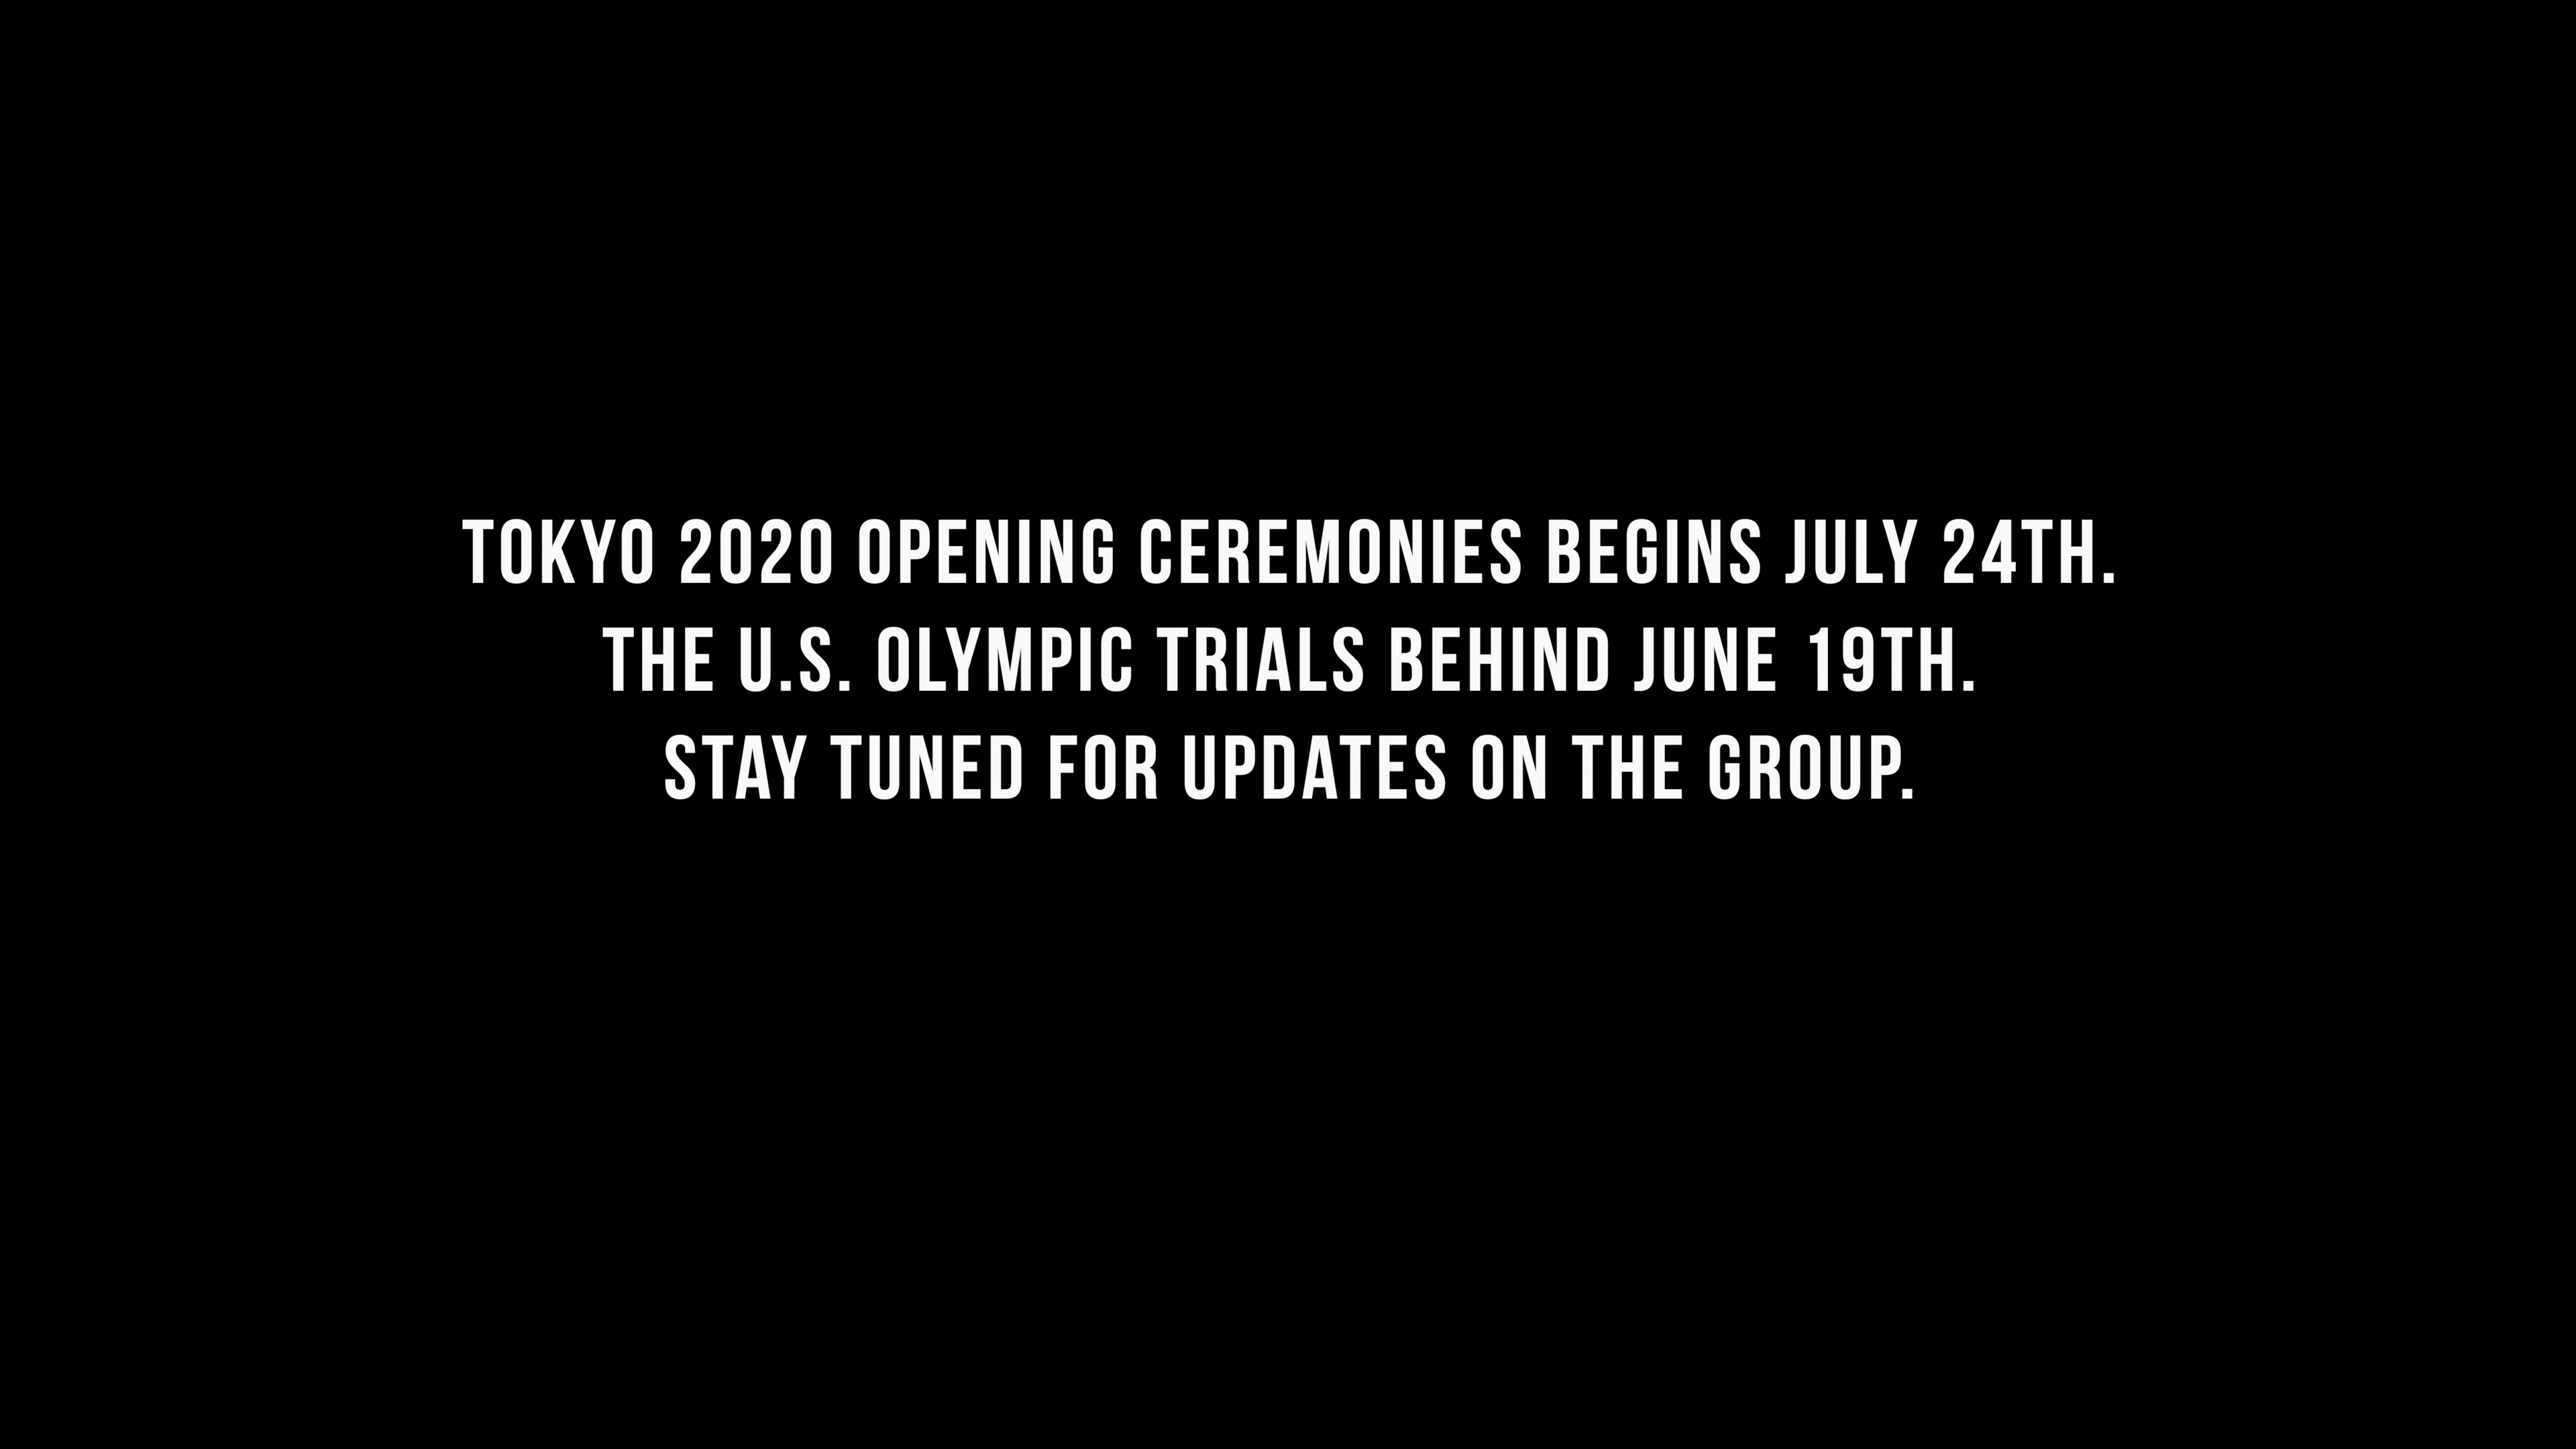 TOKYO 2020 OPENING CEREMONIES BEGINS JULY 24TH.
THE U.S. OLYMPIC TRIALS BEHIND JUNE 19TH.
STAY TUNED FOR UPDATES ON THE GROUP.